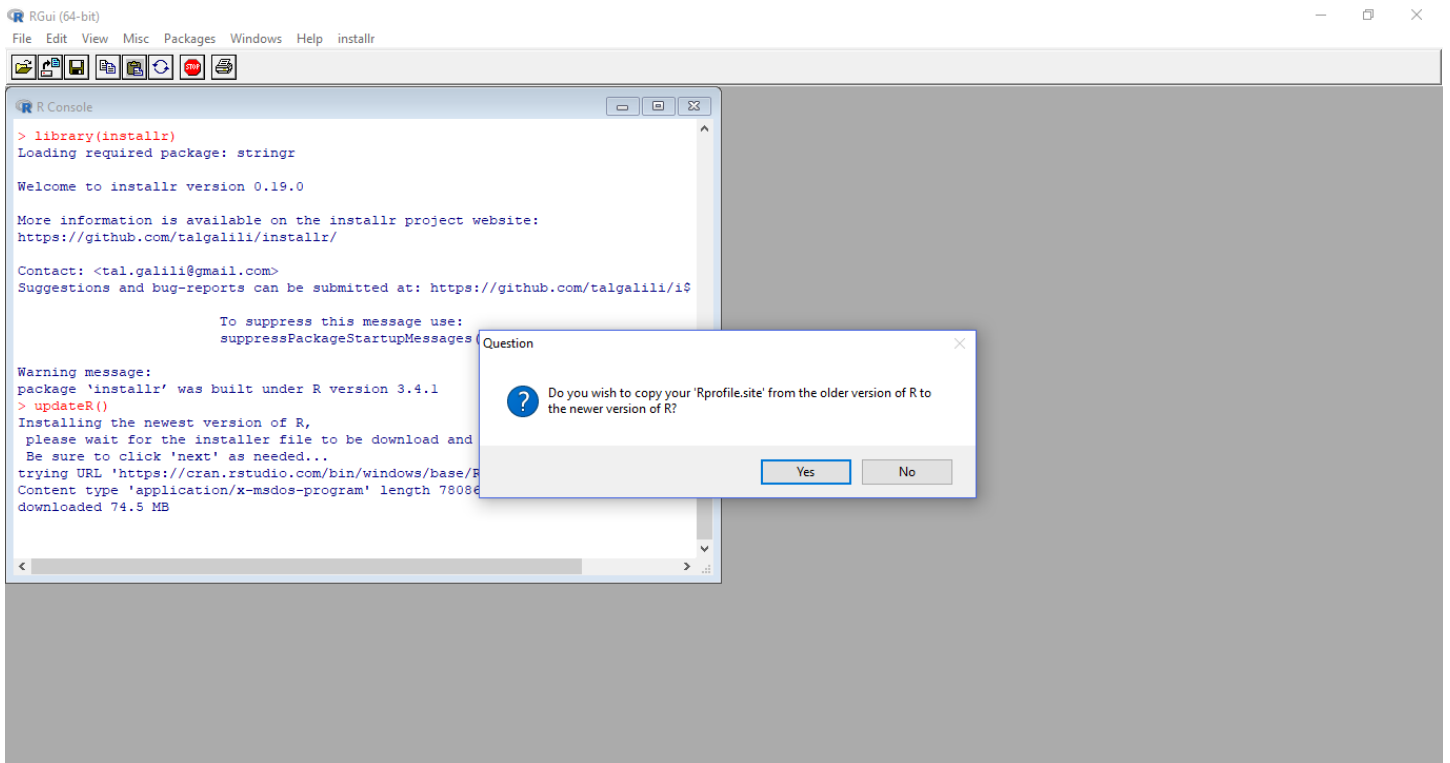 RGui (64-bit)
File Edit View Misc Packages Windows Help installr
STOP
R Console
> library(installr)
Loading required package: stringr
Welcome to installr version 0.19.0
More information is available on the installr project website:
https://github.com/talgalili/installr/
Contact: <tal.galili@gmail.com>
Suggestions and bug-reports can be submitted at: https://github.com/talgalili/i$
To suppress this message use:
suppressPackageStartupMessages(
Warning message:
package ‘installr’ was built under R version 3.4.1
> updateR()
Installing the newest version of R,
please wait for the installer file to be download and
Be sure to click 'next' as needed...
trying URL 'https://cran.rstudio.com/bin/windows/base/R
Content type 'application/x-msdos-program' length 78086
downloaded 74.5 MB
Question
Do you wish to copy your 'Rprofile.site' from the older version of R to
the newer version of R?
Yes No